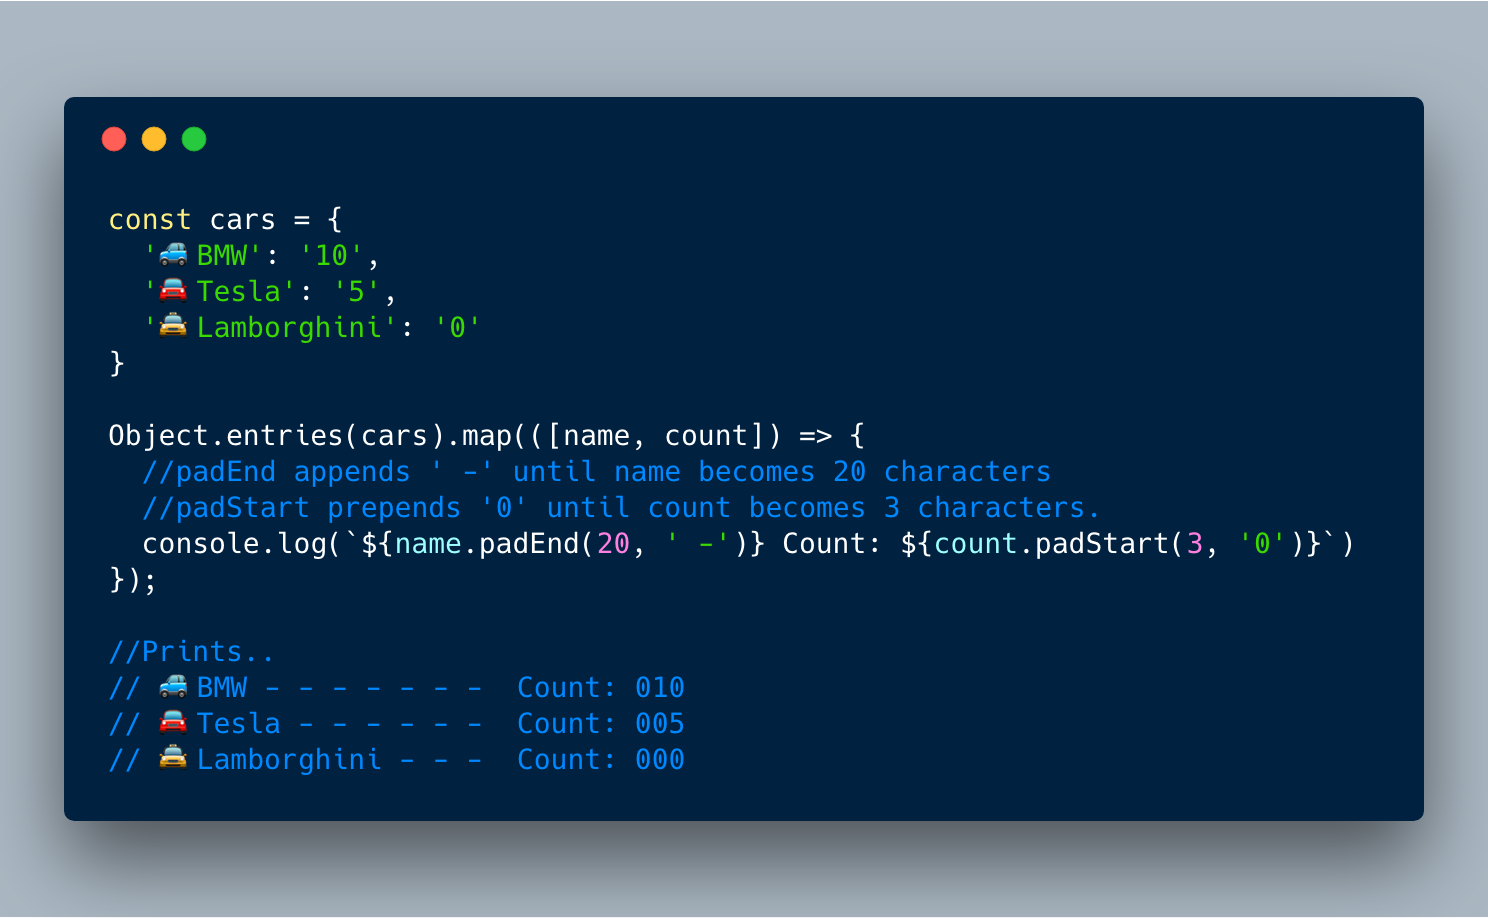 const cars = {
  '🚙BMW': '10',
  '🚘Tesla': '5',
  '🚖Lamborghini': '0'
}
Object.entries(cars).map(([name, count]) => {
  //padEnd appends ' -' until name becomes 20 characters
  //padStart prepends '0' until count becomes 3 characters.
  console.log(`${name.padEnd(20, ' -')} Count: ${count.padStart(3, '0')}`)
});
//Prints..
// 🚙BMW - - - - - - -  Count: 010
// 🚘Tesla - - - - - -  Count: 005
// 🚖Lamborghini - - -  Count: 000